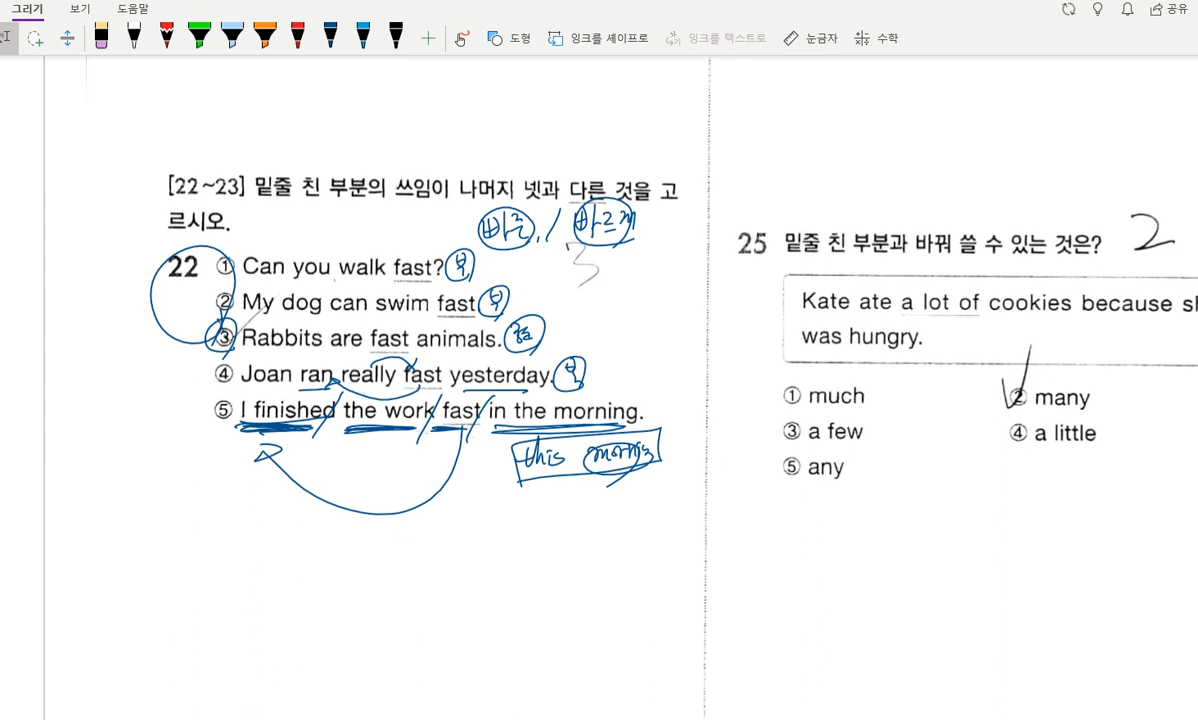 그리기 보기 도움말 공유
도형 잉크를 셰이프로 잉크를 텍스트로 눈금자 수학
[22~23] 밑줄 친 부분의 쓰임이 나머지 넷과 다른 것을 고
르시오.
빠른 / 빠르게
3
22 ① Can you walk fast? 부
② My dog can swim fast 부
③ Rabbits are fast animals. 형
④ Joan ran really fast yesterday. 부
⑤ I finished the work fast in the morning.
this morning
25 밑줄 친 부분과 바꿔 쓸 수 있는 것은? 2
Kate ate a lot of cookies because sh
was hungry.
① much ② many
③ a few ④ a little
⑤ any